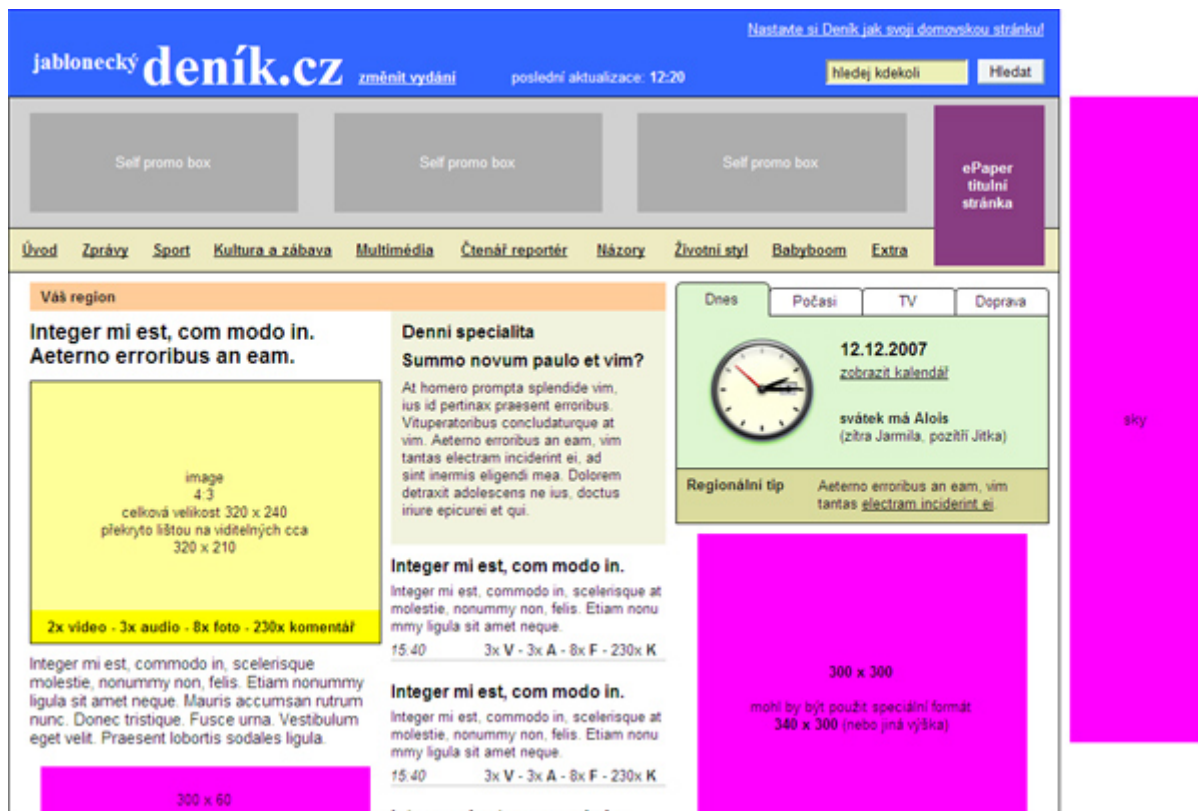 Nastavte si Deník jak svoji domovskou stránku!
jablonecký deník.cz změnit vydání poslední aktualizace: 12:20 hledej kdekoli Hledat
Self promo box Self promo box Self promo box
ePaper
titulní
stránka
Úvod Zprávy Sport Kultura a zábava Multimédia Čtenář reportér Názory Životní styl Babyboom Extra
Váš region
Integer mi est, com modo in.
Aeterno erroribus an eam.
image
4:3
celková velikost 320 x 240
překryto lištou na viditelných cca
320 x 210
2x video - 3x audio - 8x foto - 230x komentář
Integer mi est, commodo in, scelerisque
molestie, nonummy non, felis. Etiam nonummy
ligula sit amet neque. Mauris accumsan rutrum
nunc. Donec tristique. Fusce urna. Vestibulum
eget velit. Praesent lobortis sodales ligula.
300 x 60
Denní specialita
Summo novum paulo et vim?
At homero prompta splendide vim,
ius id pertinax praesent erroribus.
Vituperatoribus concludaturque at
vim. Aeterno erroribus an eam, vim
tantas electram inciderint ei, ad
sint inermis eligendi mea. Dolorem
detraxit adolescens ne ius, doctus
iriure epicurei et qui.
Integer mi est, com modo in.
Integer mi est, commodo in, scelerisque at
molestie, nonummy non, felis. Etiam nonu
mmy ligula sit amet neque.
15:40 3x V - 3x A - 8x F - 230x K
Integer mi est, com modo in.
Integer mi est, commodo in, scelerisque at
molestie, nonummy non, felis. Etiam nonu
mmy ligula sit amet neque.
15:40 3x V - 3x A - 8x F - 230x K
Dnes Počasí TV Doprava
12.12.2007
zobrazit kalendář
svátek má Alois
(zítra Jarmila, pozítří Jitka)
Regionální tip Aeterno erroribus an eam, vim
tantas electram inciderint ei.
300 x 300
mohl by být použit speciální formát
340 x 300 (nebo jiná výška)
sky